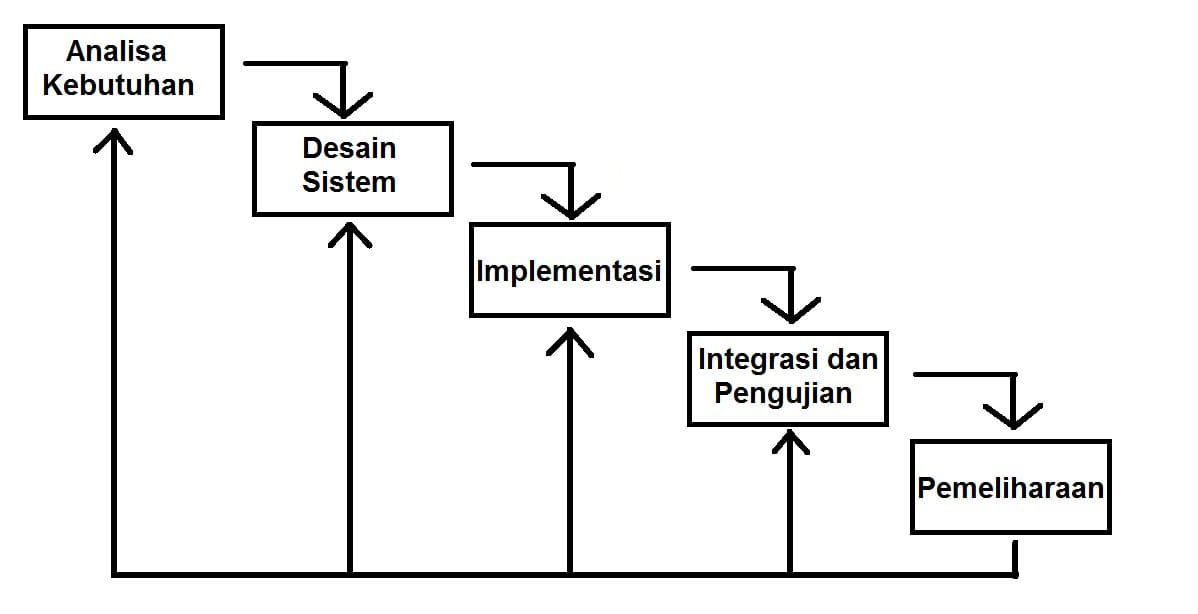 Analisa
Kebutuhan
Desain
Sistem
Implementasi
Integrasi dan
Pengujian
Pemeliharaan